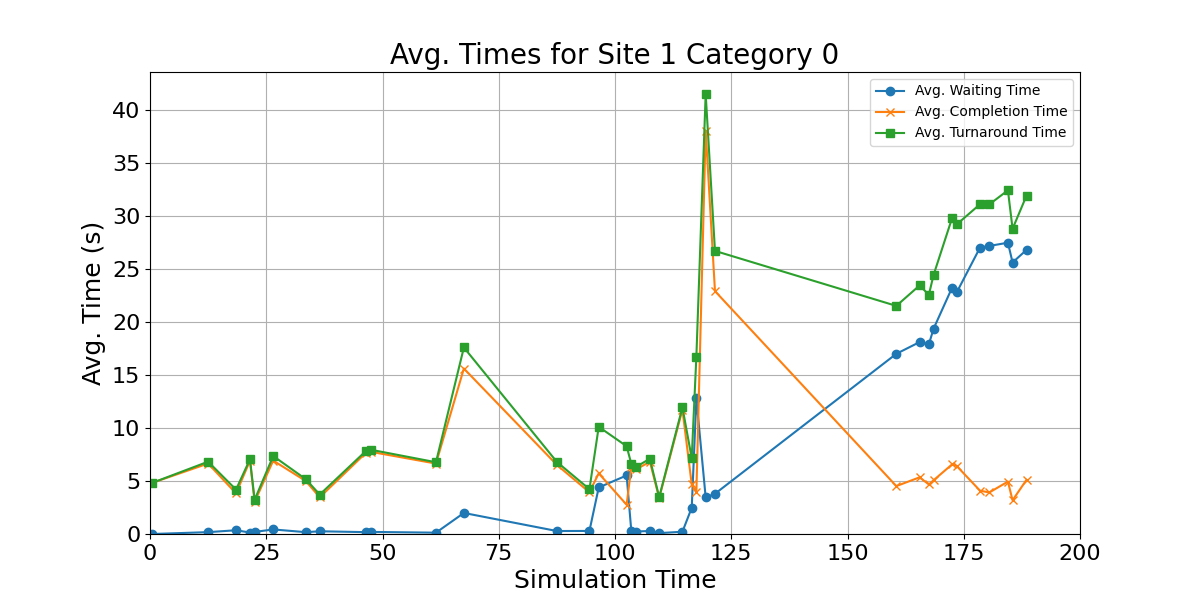 Avg. Times for Site 1 Category 0
Avg. Waiting Time
Avg. Completion Time
Avg. Turnaround Time
40
35
30
25
20
15
10
5
0
Avg. Time (s)
0 25 50 75 100 125 150 175 200
Simulation Time